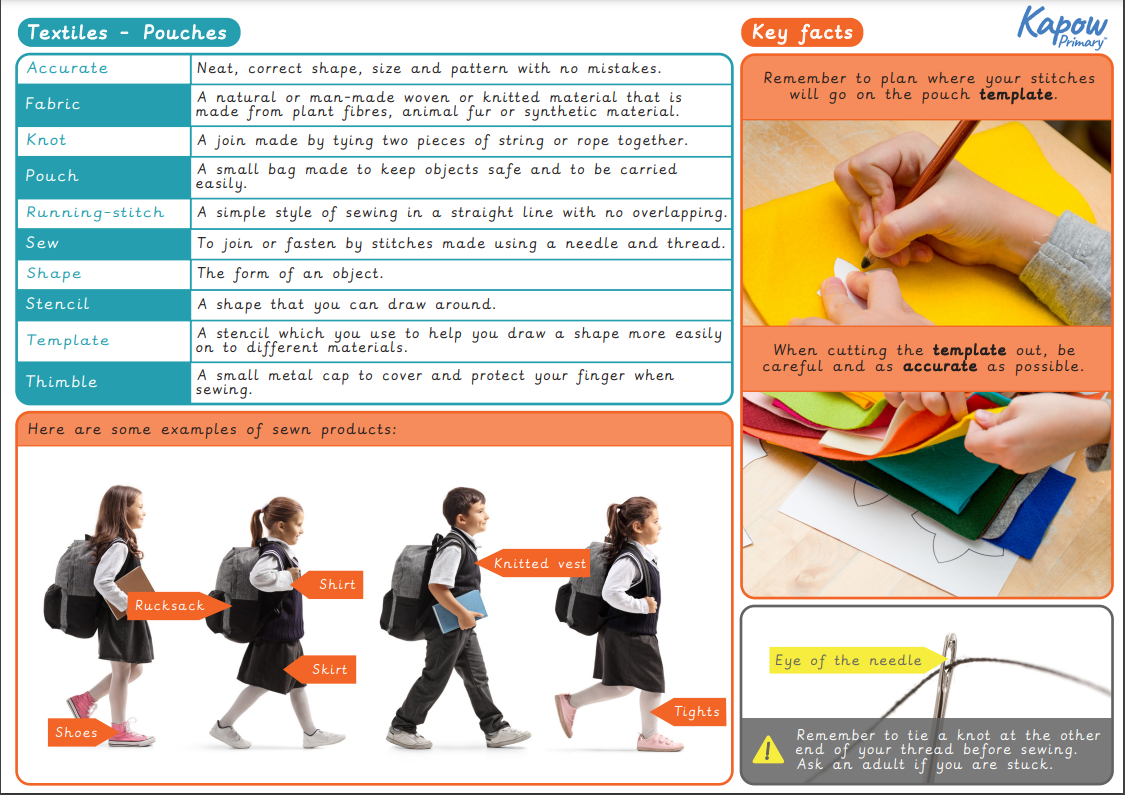 Textiles - Pouches
Accurate
Neat, correct shape, size and pattern with no mistakes.
Fabric
A natural or man-made woven or knitted material that is
made from plant fibres, animal fur or synthetic material.
Knot
A join made by tying two pieces of string or rope together.
Pouch
A small bag made to keep objects safe and to be carried
easily.
Running-stitch
A simple style of sewing in a straight line with no overlapping.
Sew
To join or fasten by stitches made using a needle and thread.
Shape
The form of an object.
Stencil
A shape that you can draw around.
Template
A stencil which you use to help you draw a shape more easily
on to different materials.
Thimble
A small metal cap to cover and protect your finger when
sewing.
Here are some examples of sewn products:
Knitted vest
Shirt
Rucksack
Skirt
Tights
Shoes
Key facts
Kapow
Primary™
Remember to plan where your stitches
will go on the pouch template.
When cutting the template out, be
careful and as accurate as possible.
Eye of the needle
Remember to tie a knot at the other
end of your thread before sewing.
Ask an adult if you are stuck.